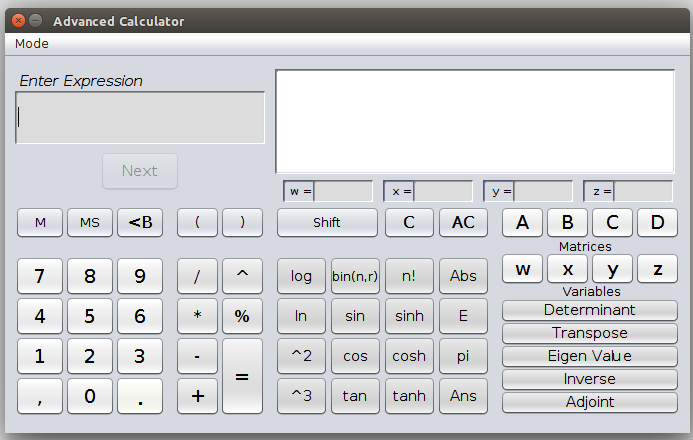 Advanced Calculator
Mode
Enter Expression
Next
w = x = y = z =
M MS <B ( ) Shift C AC A B C D
Matrices
7 8 9 / ^ log bin(n,r) n! Abs w x y z
Variables
4 5 6 * % ln sin sinh E Determinant
Transpose
1 2 3 - = ^2 cos cosh pi Eigen Value
Inverse
, 0 . + ^3 tan tanh Ans Adjoint